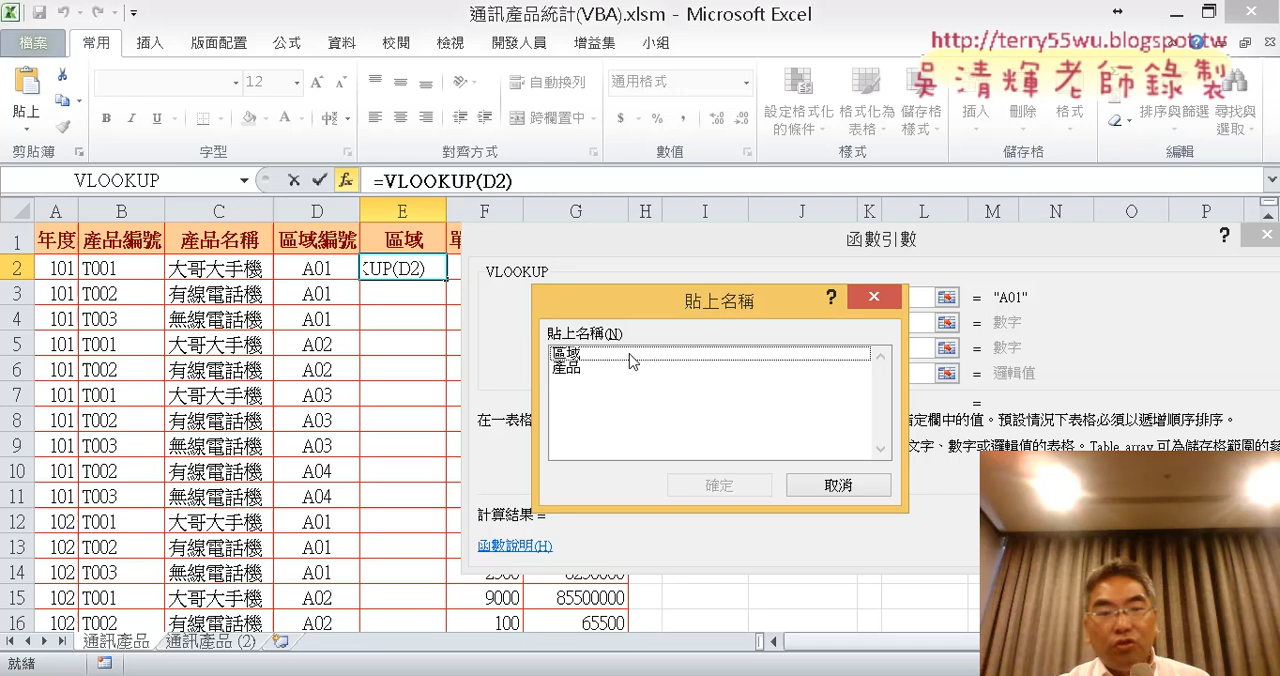 通訊產品統計(VBA).xlsm - Microsoft Excel
檔案 常用 插入 版面配置 公式 資料 校閱 檢視 開發人員 增益集 小組
http://terry55wu.blogspot.tw
吳清輝老師錄製
貼上 12 自動換列 通用格式 設定格式化的條件 格式化為表格 儲存格樣式 插入 刪除 格式 排序與篩選 尋找與選取
B I U A 中 跨欄置中 $ % ,
剪貼簿 字型 對齊方式 數值 樣式 儲存格 編輯
VLOOKUP fx =VLOOKUP(D2)
A B C D E F G H I J K L M N O P
1 年度 產品編號 產品名稱 區域編號 區域
2 101 T001 大哥大手機 A01 KUP(D2)
3 101 T002 有線電話機 A01
4 101 T003 無線電話機 A01
5 101 T001 大哥大手機 A02
6 101 T002 有線電話機 A02
7 101 T001 大哥大手機 A03
8 101 T002 有線電話機 A03
9 101 T003 無線電話機 A03
10 101 T002 有線電話機 A04
11 101 T003 無線電話機 A04
12 102 T001 大哥大手機 A01
13 102 T002 有線電話機 A01
14 102 T003 無線電話機 A01
15 102 T001 大哥大手機 A02 9000 85500000
16 102 T002 有線電話機 A02 100 65500
函數引數 ?
VLOOKUP
= "A01"
= 數字
= 數字
= 邏輯值
=
在一表格
指定欄中的值。預設情況下表格必須以遞增順序排序。
文字、數字或邏輯值的表格。Table_array 可為儲存格範圍的參
計算結果 =
函數說明(H)
貼上名稱 ?
貼上名稱(N)
區域
產品
確定 取消
通訊產品 通訊產品 (2)
就緒